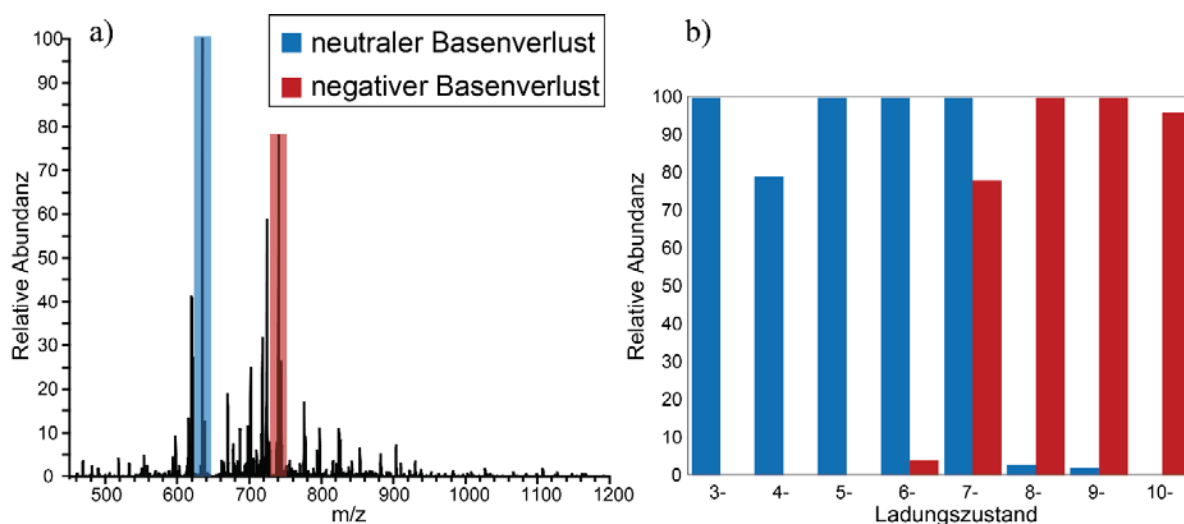 a)
neutraler Basenverlust
negativer Basenverlust
Relative Abundanz
100
90
80
70
60
50
40
30
20
10
0
500 600 700 800 900 1000 1100 1200
m/z
b)
Relative Abundanz
100
90
80
70
60
50
40
30
20
10
0
3- 4- 5- 6- 7- 8- 9- 10-
Ladungszustand